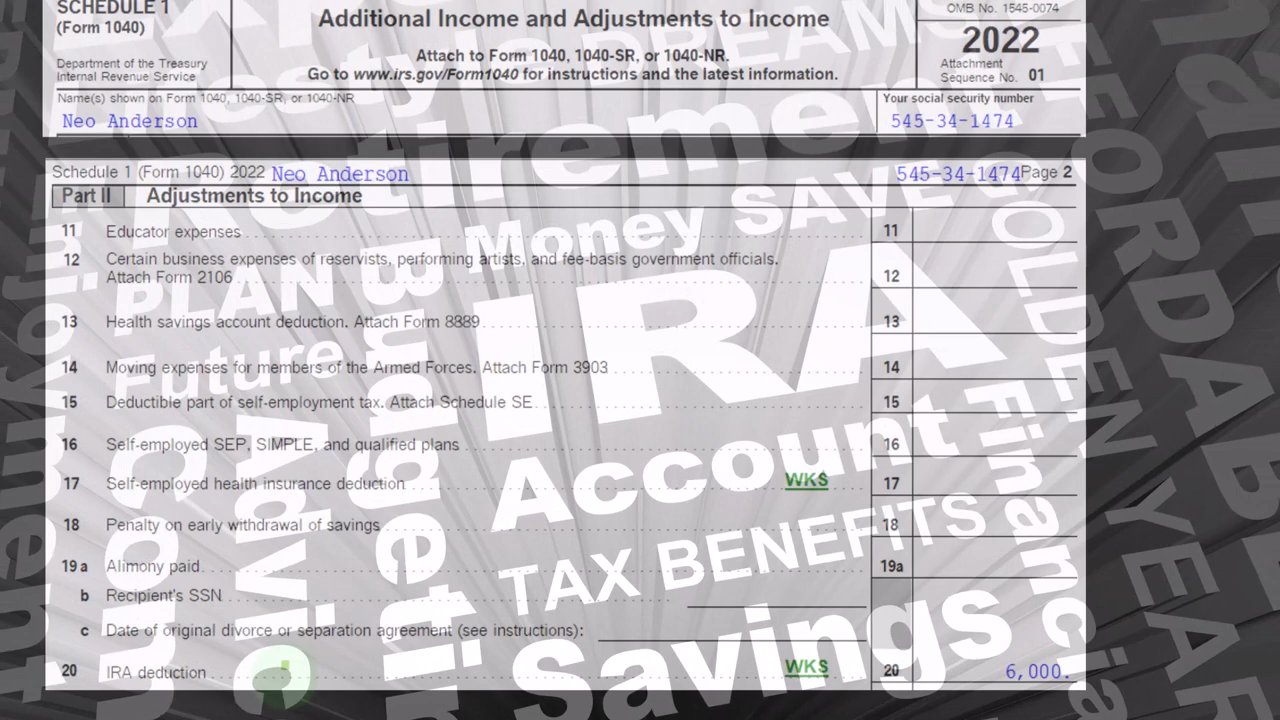 SCHEDULE 1
(Form 1040)
Department of the Treasury
Internal Revenue Service
Additional Income and Adjustments to Income
Attach to Form 1040, 1040-SR, or 1040-NR.
Go to www.irs.gov/Form1040 for instructions and the latest information.
OMB No. 1545-0074
2022
Attachment
Sequence No. 01
Name(s) shown on Form 1040, 1040-SR, or 1040-NR
Neo Anderson
Your social security number
545-34-1474
Schedule 1 (Form 1040) 2022 Neo Anderson 545-34-1474 Page 2
Part II Adjustments to Income
11 Educator expenses 11
12 Certain business expenses of reservists, performing artists, and fee-basis government officials.
Attach Form 2106 12
13 Health savings account deduction. Attach Form 8889 13
14 Moving expenses for members of the Armed Forces. Attach Form 3903 14
15 Deductible part of self-employment tax. Attach Schedule SE 15
16 Self-employed SEP, SIMPLE, and qualified plans 16
17 Self-employed health insurance deduction WKS 17
18 Penalty on early withdrawal of savings 18
19a Alimony paid 19a
b Recipient's SSN
c Date of original divorce or separation agreement (see instructions):
20 IRA deduction WKS 20 6,000.
DREAMS
Retirement
Money SAVE
PLAN
Future
IRA
Account
TAX BENEFITS
Savings
Advice
Budgeting
GOLDEN YEARS
AFFORDABLE
Financial
Enjoyment